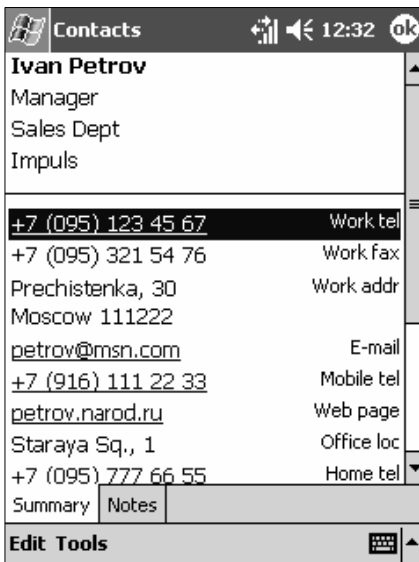 Contacts 12:32 ok
Ivan Petrov
Manager
Sales Dept
Impuls
+7 (095) 123 45 67 Work tel
+7 (095) 321 54 76 Work fax
Prechistenka, 30 Work addr
Moscow 111222
petrov@msn.com E-mail
+7 (916) 111 22 33 Mobile tel
petrov.narod.ru Web page
Staraya Sq., 1 Office loc
+7 (095) 777 66 55 Home tel
Summary Notes
Edit Tools